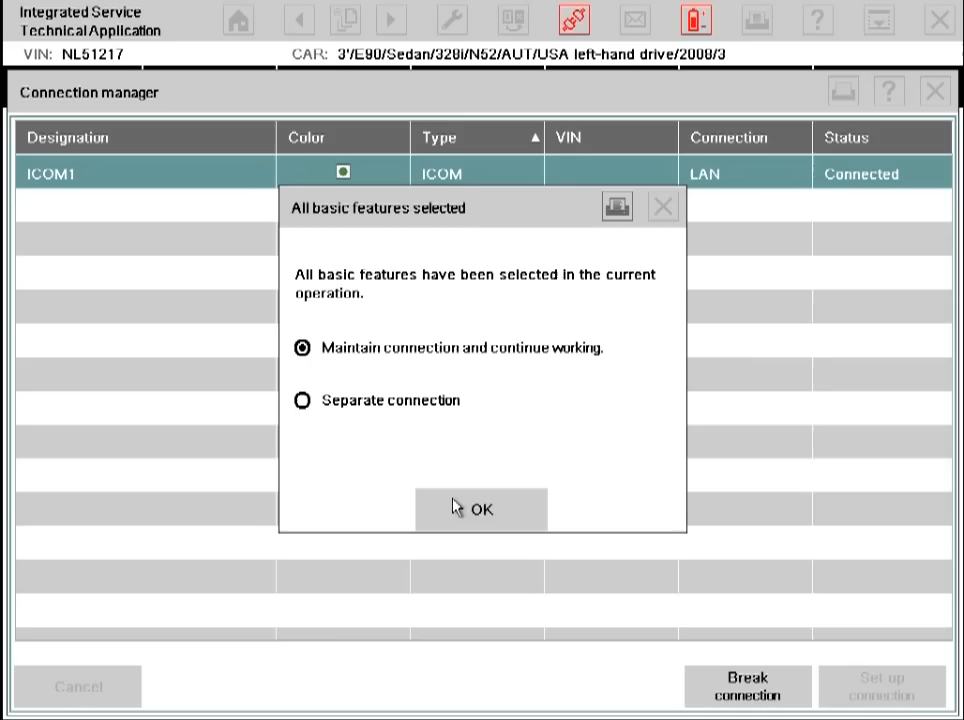 Integrated Service
Technical Application
VIN: NL51217 CAR: 3'/E90/Sedan/328i/N52/AUT/USA left-hand drive/2008/3
Connection manager
Designation Color Type VIN Connection Status
ICOM1 ICOM LAN Connected
All basic features selected
All basic features have been selected in the current
operation.
Maintain connection and continue working.
Separate connection
OK
Cancel
Break
connection
Set up
connection